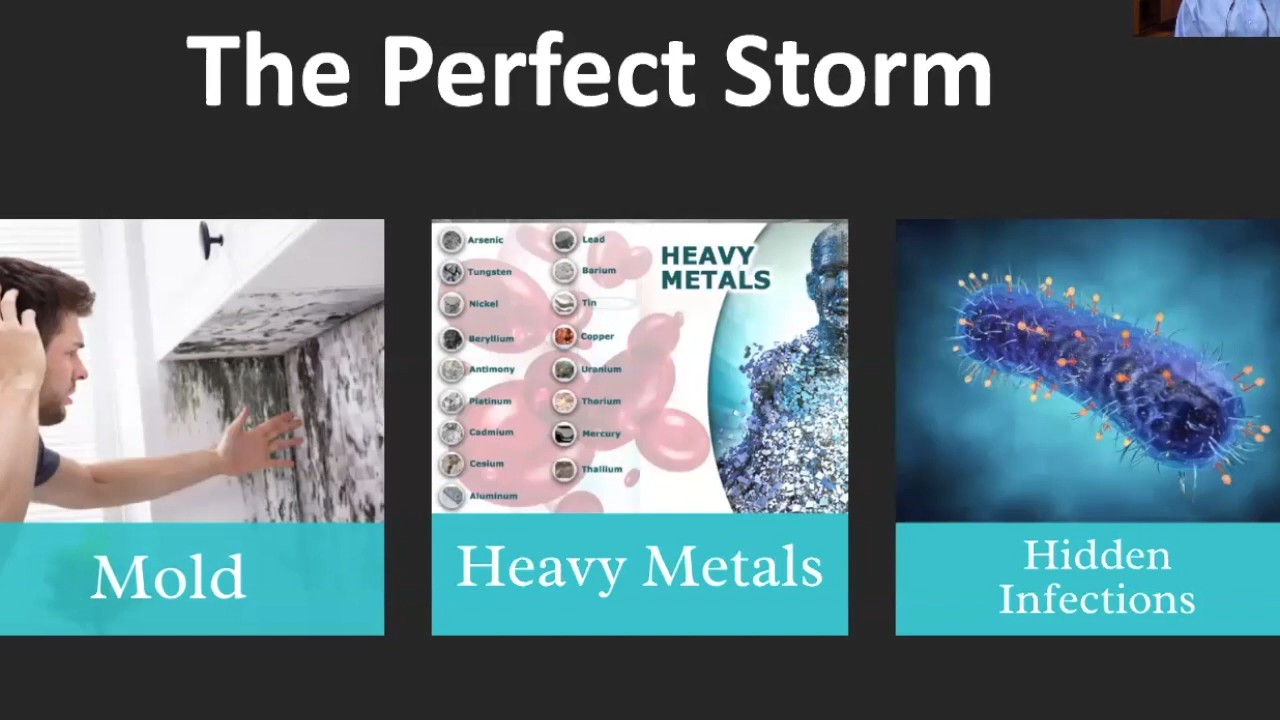 The Perfect Storm
Arsenic
Tungsten
Nickel
Beryllium
Antimony
Platinum
Cadmium
Cesium
Aluminum
Lead
Barium
Tin
Copper
Uranium
Thorium
Mercury
Thallium
HEAVY
METALS
Mold
Heavy Metals
Hidden
Infections